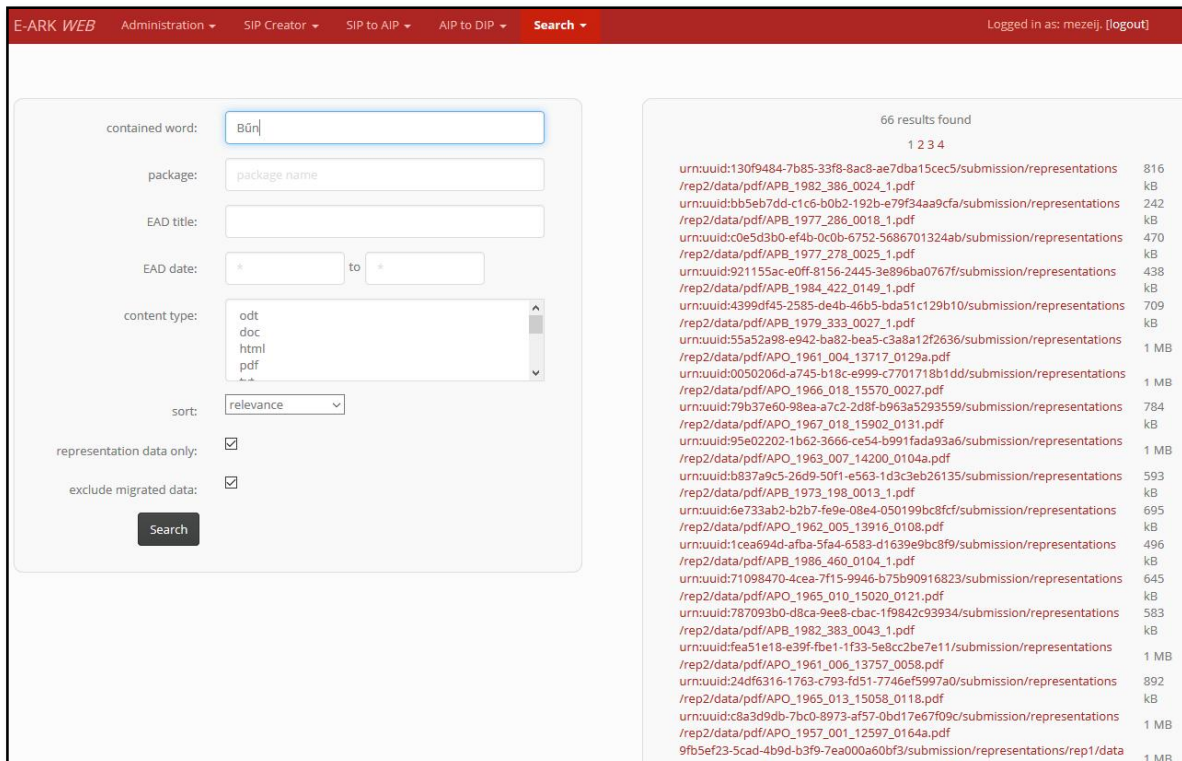 E-ARK WEB Administration SIP Creator SIP to AIP AIP to DIP Search Logged in as: mezeij. [logout]
contained word: Bűn
package: package name
EAD title:
EAD date: * to *
content type: odt
doc
html
pdf
txt
sort: relevance
representation data only:
exclude migrated data:
Search
66 results found
1 2 3 4
urn:uuid:130f9484-7b85-33f8-8ac8-ae7dba15cec5/submission/representations 816
/rep2/data/pdf/APB_1982_386_0024_1.pdf kB
urn:uuid:bb5eb7dd-c1c6-b0b2-192b-e79f34aa9cfa/submission/representations 242
/rep2/data/pdf/APB_1977_286_0018_1.pdf kB
urn:uuid:c0e5d3b0-ef4b-0c0b-6752-5686701324ab/submission/representations 470
/rep2/data/pdf/APB_1977_278_0025_1.pdf kB
urn:uuid:921155ac-e0ff-8156-2445-3e896ba0767f/submission/representations 438
/rep2/data/pdf/APB_1984_422_0149_1.pdf kB
urn:uuid:4399df45-2585-de4b-46b5-bda51c129b10/submission/representations 709
/rep2/data/pdf/APB_1979_333_0027_1.pdf kB
urn:uuid:55a52a98-e942-ba82-bea5-c3a8a12f2636/submission/representations 1 MB
/rep2/data/pdf/APO_1961_004_13717_0129a.pdf
urn:uuid:0050206d-a745-b18c-e999-c7701718b1dd/submission/representations 1 MB
/rep2/data/pdf/APO_1966_018_15570_0027.pdf
urn:uuid:79b37e60-98ea-a7c2-2d8f-b963a5293559/submission/representations 784
/rep2/data/pdf/APO_1967_018_15902_0131.pdf kB
urn:uuid:95e02202-1b62-3666-ce54-b991fada93a6/submission/representations 1 MB
/rep2/data/pdf/APO_1963_007_14200_0104a.pdf
urn:uuid:b837a9c5-26d9-50f1-e563-1d3c3eb26135/submission/representations 593
/rep2/data/pdf/APB_1973_198_0013_1.pdf kB
urn:uuid:6e733ab2-b2b7-fe9e-08e4-050199bc8fcf/submission/representations 695
/rep2/data/pdf/APO_1962_005_13916_0108.pdf kB
urn:uuid:1cea694d-afba-5fa4-6583-d1639e9bc8f9/submission/representations 496
/rep2/data/pdf/APB_1986_460_0104_1.pdf kB
urn:uuid:71098470-4cea-7f15-9946-b75b90916823/submission/representations 645
/rep2/data/pdf/APO_1965_010_15020_0121.pdf kB
urn:uuid:787093b0-d8ca-9ee8-cbac-1f9842c93934/submission/representations 583
/rep2/data/pdf/APB_1982_383_0043_1.pdf kB
urn:uuid:fea51e18-e39f-fbe1-1f33-5e8cc2be7e11/submission/representations 1 MB
/rep2/data/pdf/APO_1961_006_13757_0058.pdf
urn:uuid:24df6316-1763-c793-fd51-7746ef5997a0/submission/representations 892
/rep2/data/pdf/APO_1965_013_15058_0118.pdf kB
urn:uuid:c8a3d9db-7bc0-8973-af57-0bd17e67f09c/submission/representations 1 MB
/rep2/data/pdf/APO_1957_001_12597_0164a.pdf
9fb5ef23-5cad-4b9d-b3f9-7ea000a60bf3/submission/representations/rep1/data 1 MB